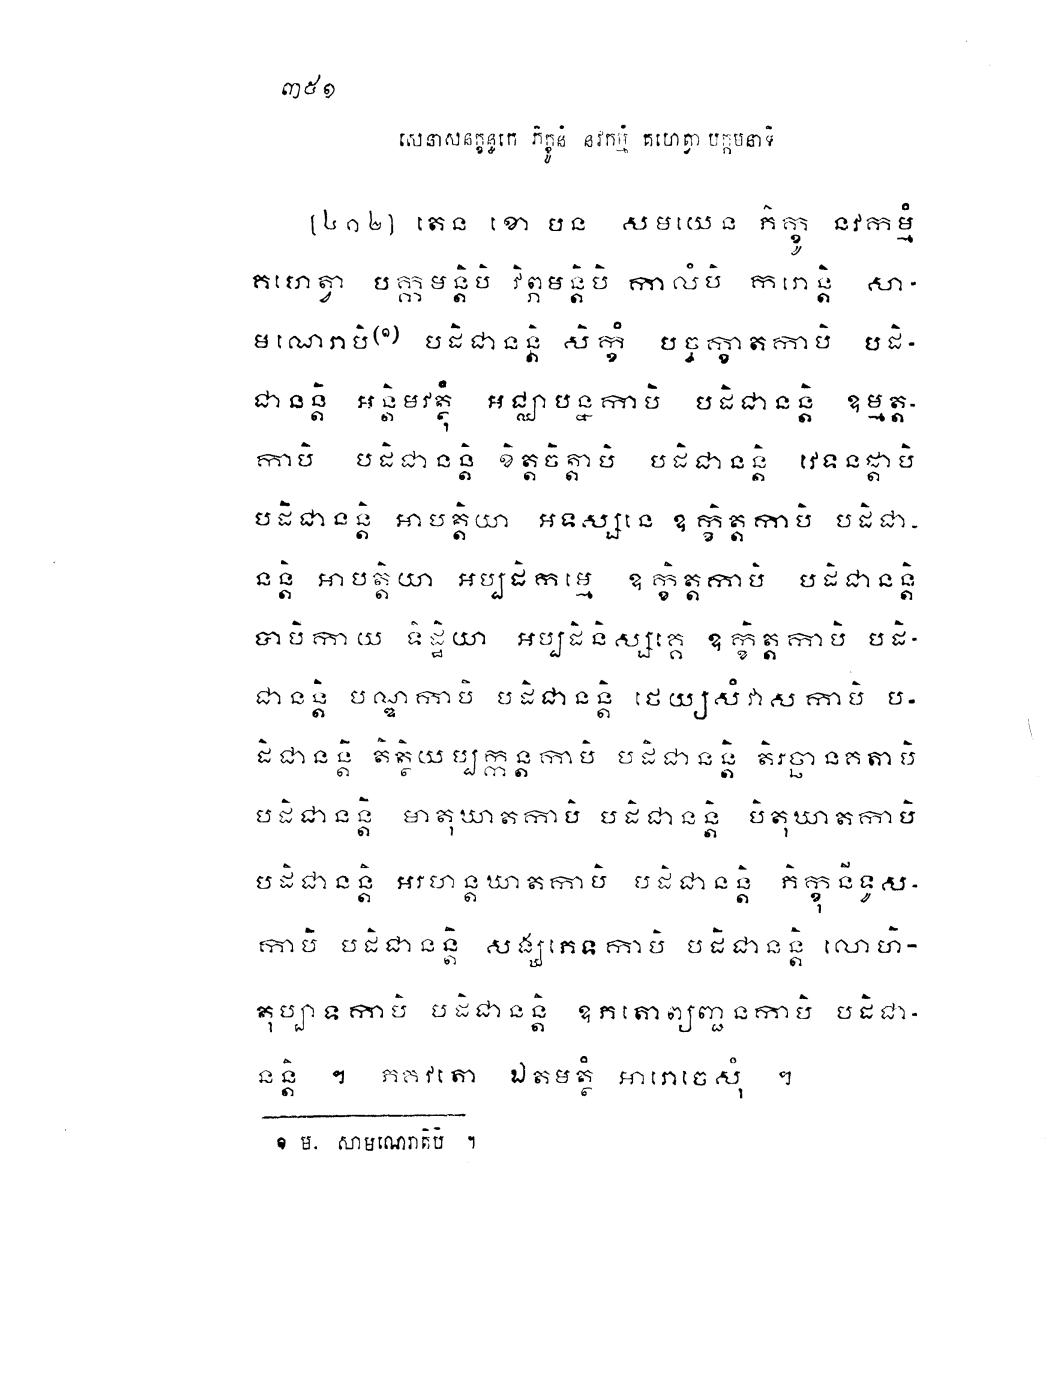 ៣៥១
សេនាសនក្ខន្ធកេ ភិក្ខូនំ នវកម្មំ គហេត្វា បក្កមនាទិ
[៤០២] តេន ខោ បន សមយេន ភិក្ខូ នវកម្មំ
គហេត្វា បក្កមន្តិបិ វិព្ភមន្តិបិ កាលំបិ ករោន្តិ សា-
មណេរាបិ(១) បដិជានន្តិ សិក្ខំ បច្ចក្ខាតកាបិ បដិ-
ជានន្តិ អន្តិមវត្ថុំ អជ្ឈាបន្នកាបិ បដិជានន្តិ ឧម្មត្ត-
កាបិ បដិជានន្តិ ខិត្តចិត្តាបិ បដិជានន្តិ វេទនដ្តាបិ
បដិជានន្តិ អាបត្តិយា អទស្សនេ ឧក្ខិត្តកាបិ បដិជា-
នន្តិ អាបត្តិយា អប្បដិកម្មេ ឧក្ខិត្តកាបិ បដិជានន្តិ
បាបិកាយ ទិដ្ឋិយា អប្បដិនិស្សគ្គេ ឧក្ខិត្តកាបិ បដិ-
ជានន្តិ បណ្ឌកាបិ បដិជានន្តិ ថេយ្យសំវាសកាបិ ប-
ដិជានន្តិ តិត្ថិយប្បក្កន្តកាបិ បដិជានន្តិ តិរច្ឆានគតាបិ
បដិជានន្តិ មាតុឃាតកាបិ បដិជានន្តិ បិតុឃាតកាបិ
បដិជានន្តិ អរហន្តឃាតកាបិ បដិជានន្តិ ភិក្ខុនីទូស-
កាបិ បដិជានន្តិ សង្ឃភេទកាបិ បដិជានន្តិ លោហិ-
តុប្បាទកាបិ បដិជានន្តិ ឧភតោព្យញ្ជនកាបិ បដិជា-
នន្តិ ។ ភគវតោ ឯតមត្ថំ អារោចេសុំ ។
១ ម. សាមណេរាតិបិ ។